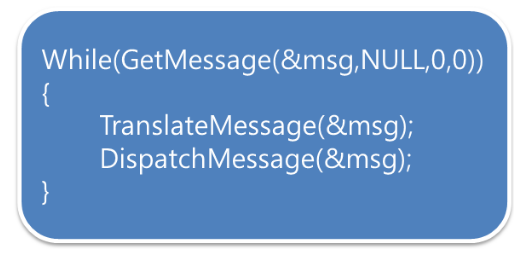 While(GetMessage(&msg,NULL,0,0))
{
TranslateMessage(&msg);
DispatchMessage(&msg);
}